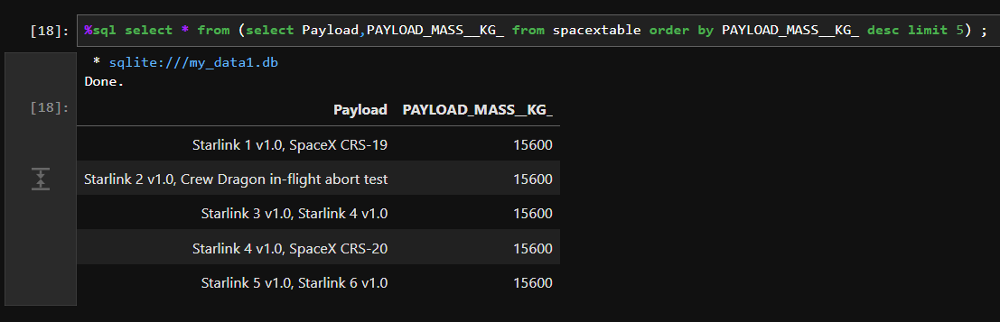 [18]: %sql select * from (select Payload,PAYLOAD_MASS__KG_ from spacextable order by PAYLOAD_MASS__KG_ desc limit 5) ;
* sqlite:///my_data1.db
Done.
[18]:
Payload PAYLOAD_MASS__KG_
Starlink 1 v1.0, SpaceX CRS-19 15600
Starlink 2 v1.0, Crew Dragon in-flight abort test 15600
Starlink 3 v1.0, Starlink 4 v1.0 15600
Starlink 4 v1.0, SpaceX CRS-20 15600
Starlink 5 v1.0, Starlink 6 v1.0 15600